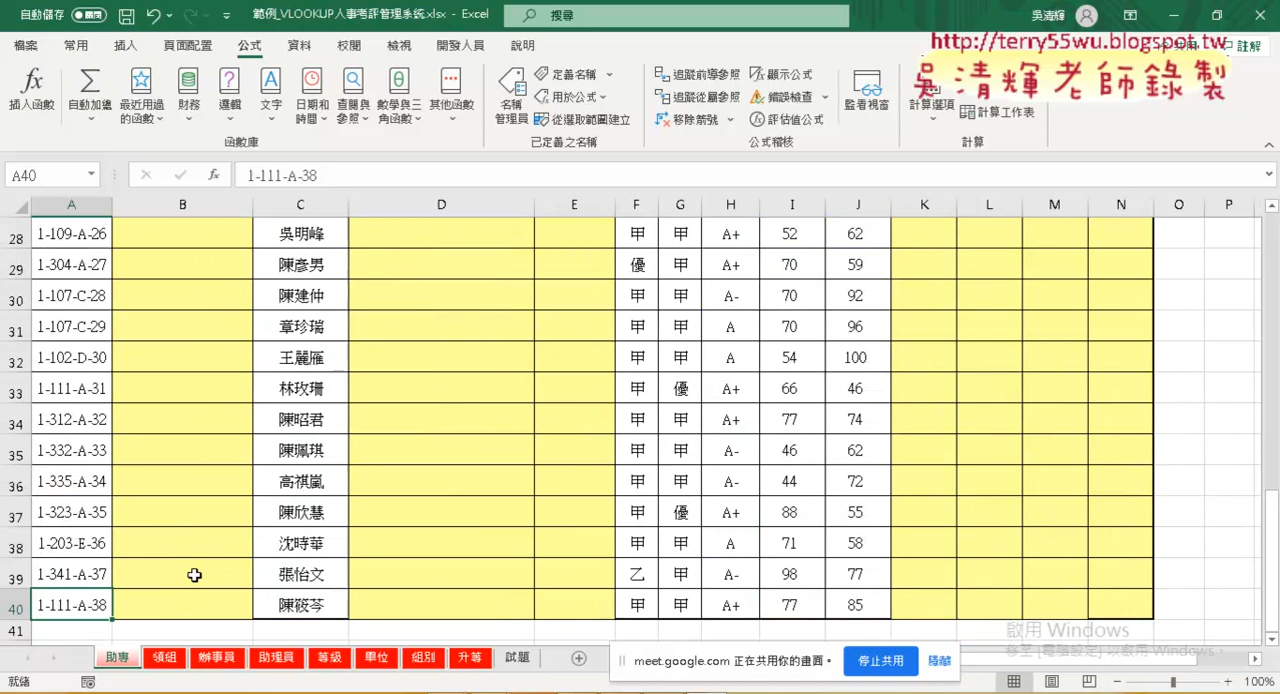 自動儲存 範例_VLOOKUP人事考評管理系統.xlsx - Excel 搜尋 吳清輝
檔案 常用 插入 頁面配置 公式 資料 校閱 檢視 開發人員 說明 註解
http://terry55wu.blogspot.tw
吳清輝老師錄製
插入函數 自動加總 最近用過的函數 財務 邏輯 文字 日期和時間 查閱與參照 數學與三角函數 其他函數
名稱管理員 定義名稱 用於公式 從選取範圍建立
追蹤前導參照 追蹤從屬參照 移除箭號 顯示公式 錯誤檢查 評估值公式 監看視窗
計算選項 計算工作表
函數庫 已定義之名稱 公式稽核 計算
A40 fx 1-111-A-38
A B C D E F G H I J K L M N O P
28 1-109-A-26 吳明峰 甲 甲 A+ 52 62
29 1-304-A-27 陳彥男 優 甲 A+ 70 59
30 1-107-C-28 陳建仲 甲 甲 A- 70 92
31 1-107-C-29 章珍瑞 甲 甲 A 70 96
32 1-102-D-30 王麗雁 甲 甲 A 54 100
33 1-111-A-31 林玫珊 甲 優 A+ 66 46
34 1-312-A-32 陳昭君 甲 甲 A+ 77 74
35 1-332-A-33 陳珮琪 甲 甲 A- 46 62
36 1-335-A-34 高祺嵐 甲 甲 A- 44 72
37 1-323-A-35 陳欣慧 甲 優 A+ 88 55
38 1-203-E-36 沈時華 甲 甲 A 71 58
39 1-341-A-37 張怡文 乙 甲 A- 98 77
40 1-111-A-38 陳筱芩 甲 甲 A+ 77 85
41
啟用 Windows
移至 [電腦設定] 以啟用 Windows。
助專 領組 辦事員 助理員 等級 單位 組別 升等 試題
meet.google.com 正在共用你的畫面。 停止共用 隱藏
就緒 100%